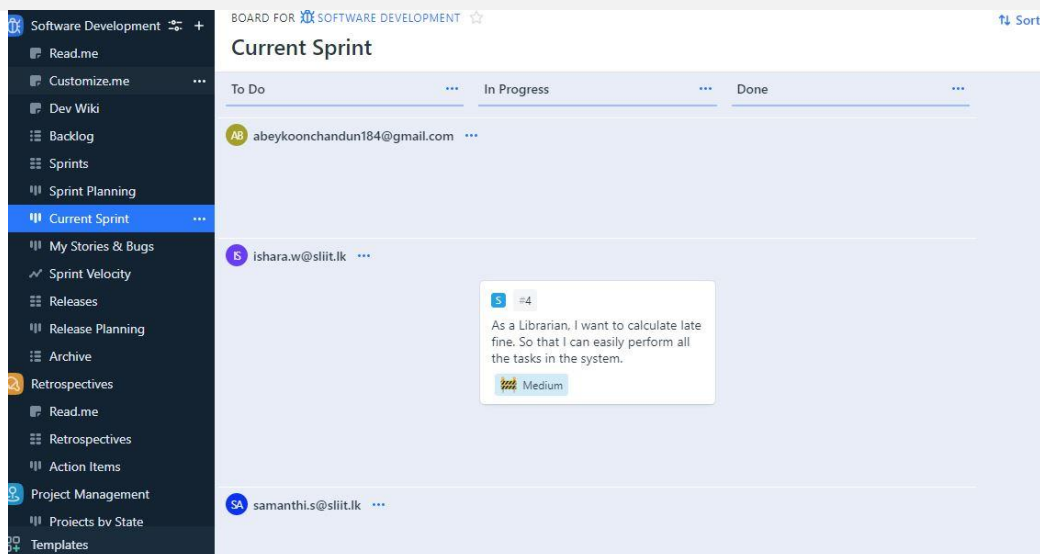 Software Development
Read.me
Customize.me
Dev Wiki
Backlog
Sprints
Sprint Planning
Current Sprint
My Stories & Bugs
Sprint Velocity
Releases
Release Planning
Archive
Retrospectives
Read.me
Retrospectives
Action Items
Project Management
Projects by State
Templates
BOARD FOR SOFTWARE DEVELOPMENT
Sort
Current Sprint
To Do
In Progress
Done
AB abeykoonchandun184@gmail.com
IS ishara.w@sliit.lk
S #4
As a Librarian, I want to calculate late
fine. So that I can easily perform all
the tasks in the system.
Medium
SA samanthi.s@sliit.lk